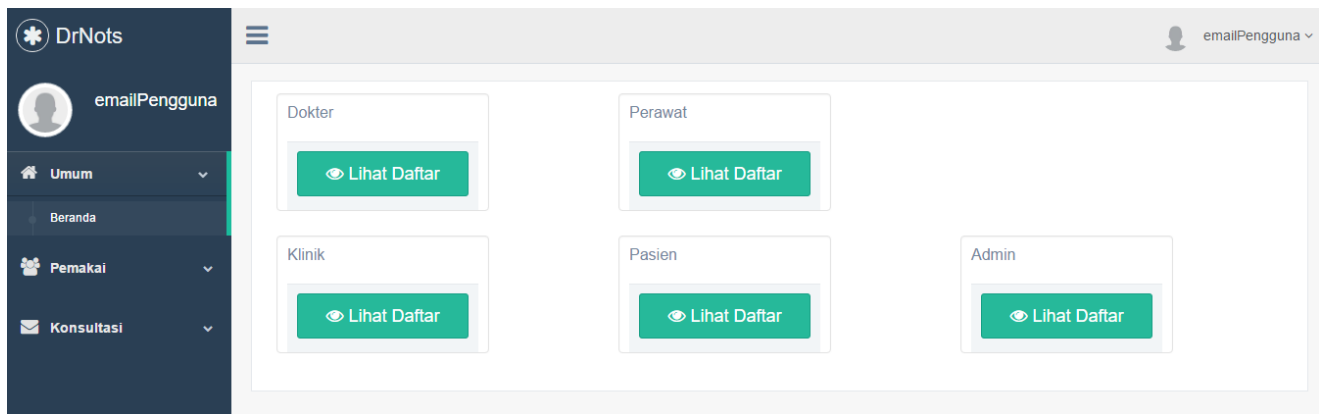 DrNots
emailPengguna
emailPengguna
Umum
Beranda
Pemakai
Konsultasi
Dokter
Lihat Daftar
Perawat
Lihat Daftar
Klinik
Lihat Daftar
Pasien
Lihat Daftar
Admin
Lihat Daftar